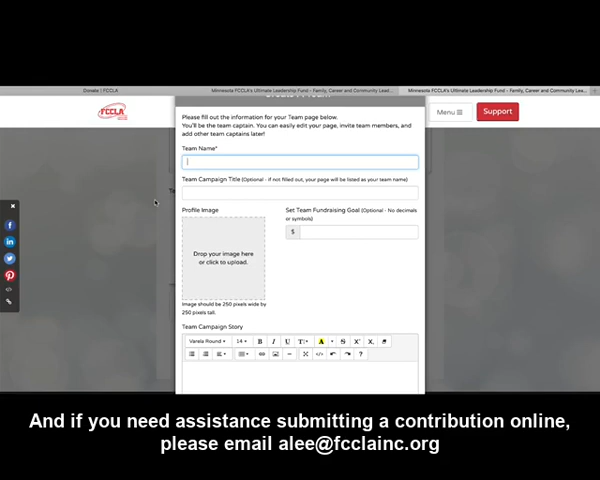 Donate | FCCLA
Minnesota FCCLA's Ultimate Leadership Fund - Family, Career and Community Lead...
Minnesota FCCLA's Ultimate Leadership Fund - Family, Career and Community Lea...
FCCLA
Menu
Support
Please fill out the information for your Team page below.
You'll be the team captain. You can easily edit your page, invite team members, and
add other team captains later!
Team Name*
Team Campaign Title (Optional - if not filled out, your page will be listed as your team name)
Profile Image
Set Team Fundraising Goal (Optional - No decimals
or symbols)
$
Drop your image here
or click to upload.
Image should be 250 pixels wide by
250 pixels tall.
Team Campaign Story
Varela Round
14
B I U T A S X X
And if you need assistance submitting a contribution online,
please email alee@fcclainc.org